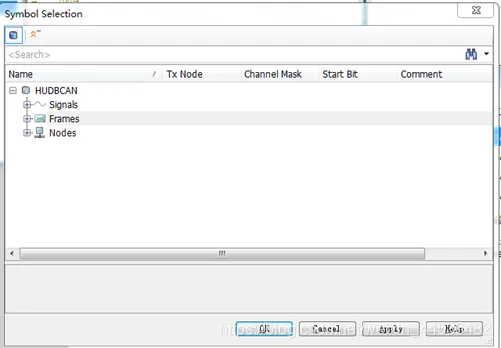 Symbol Selection
<Search>
Name Tx Node Channel Mask Start Bit Comment
HUDBCAN
Signals
Frames
Nodes
OK Cancel Apply Help